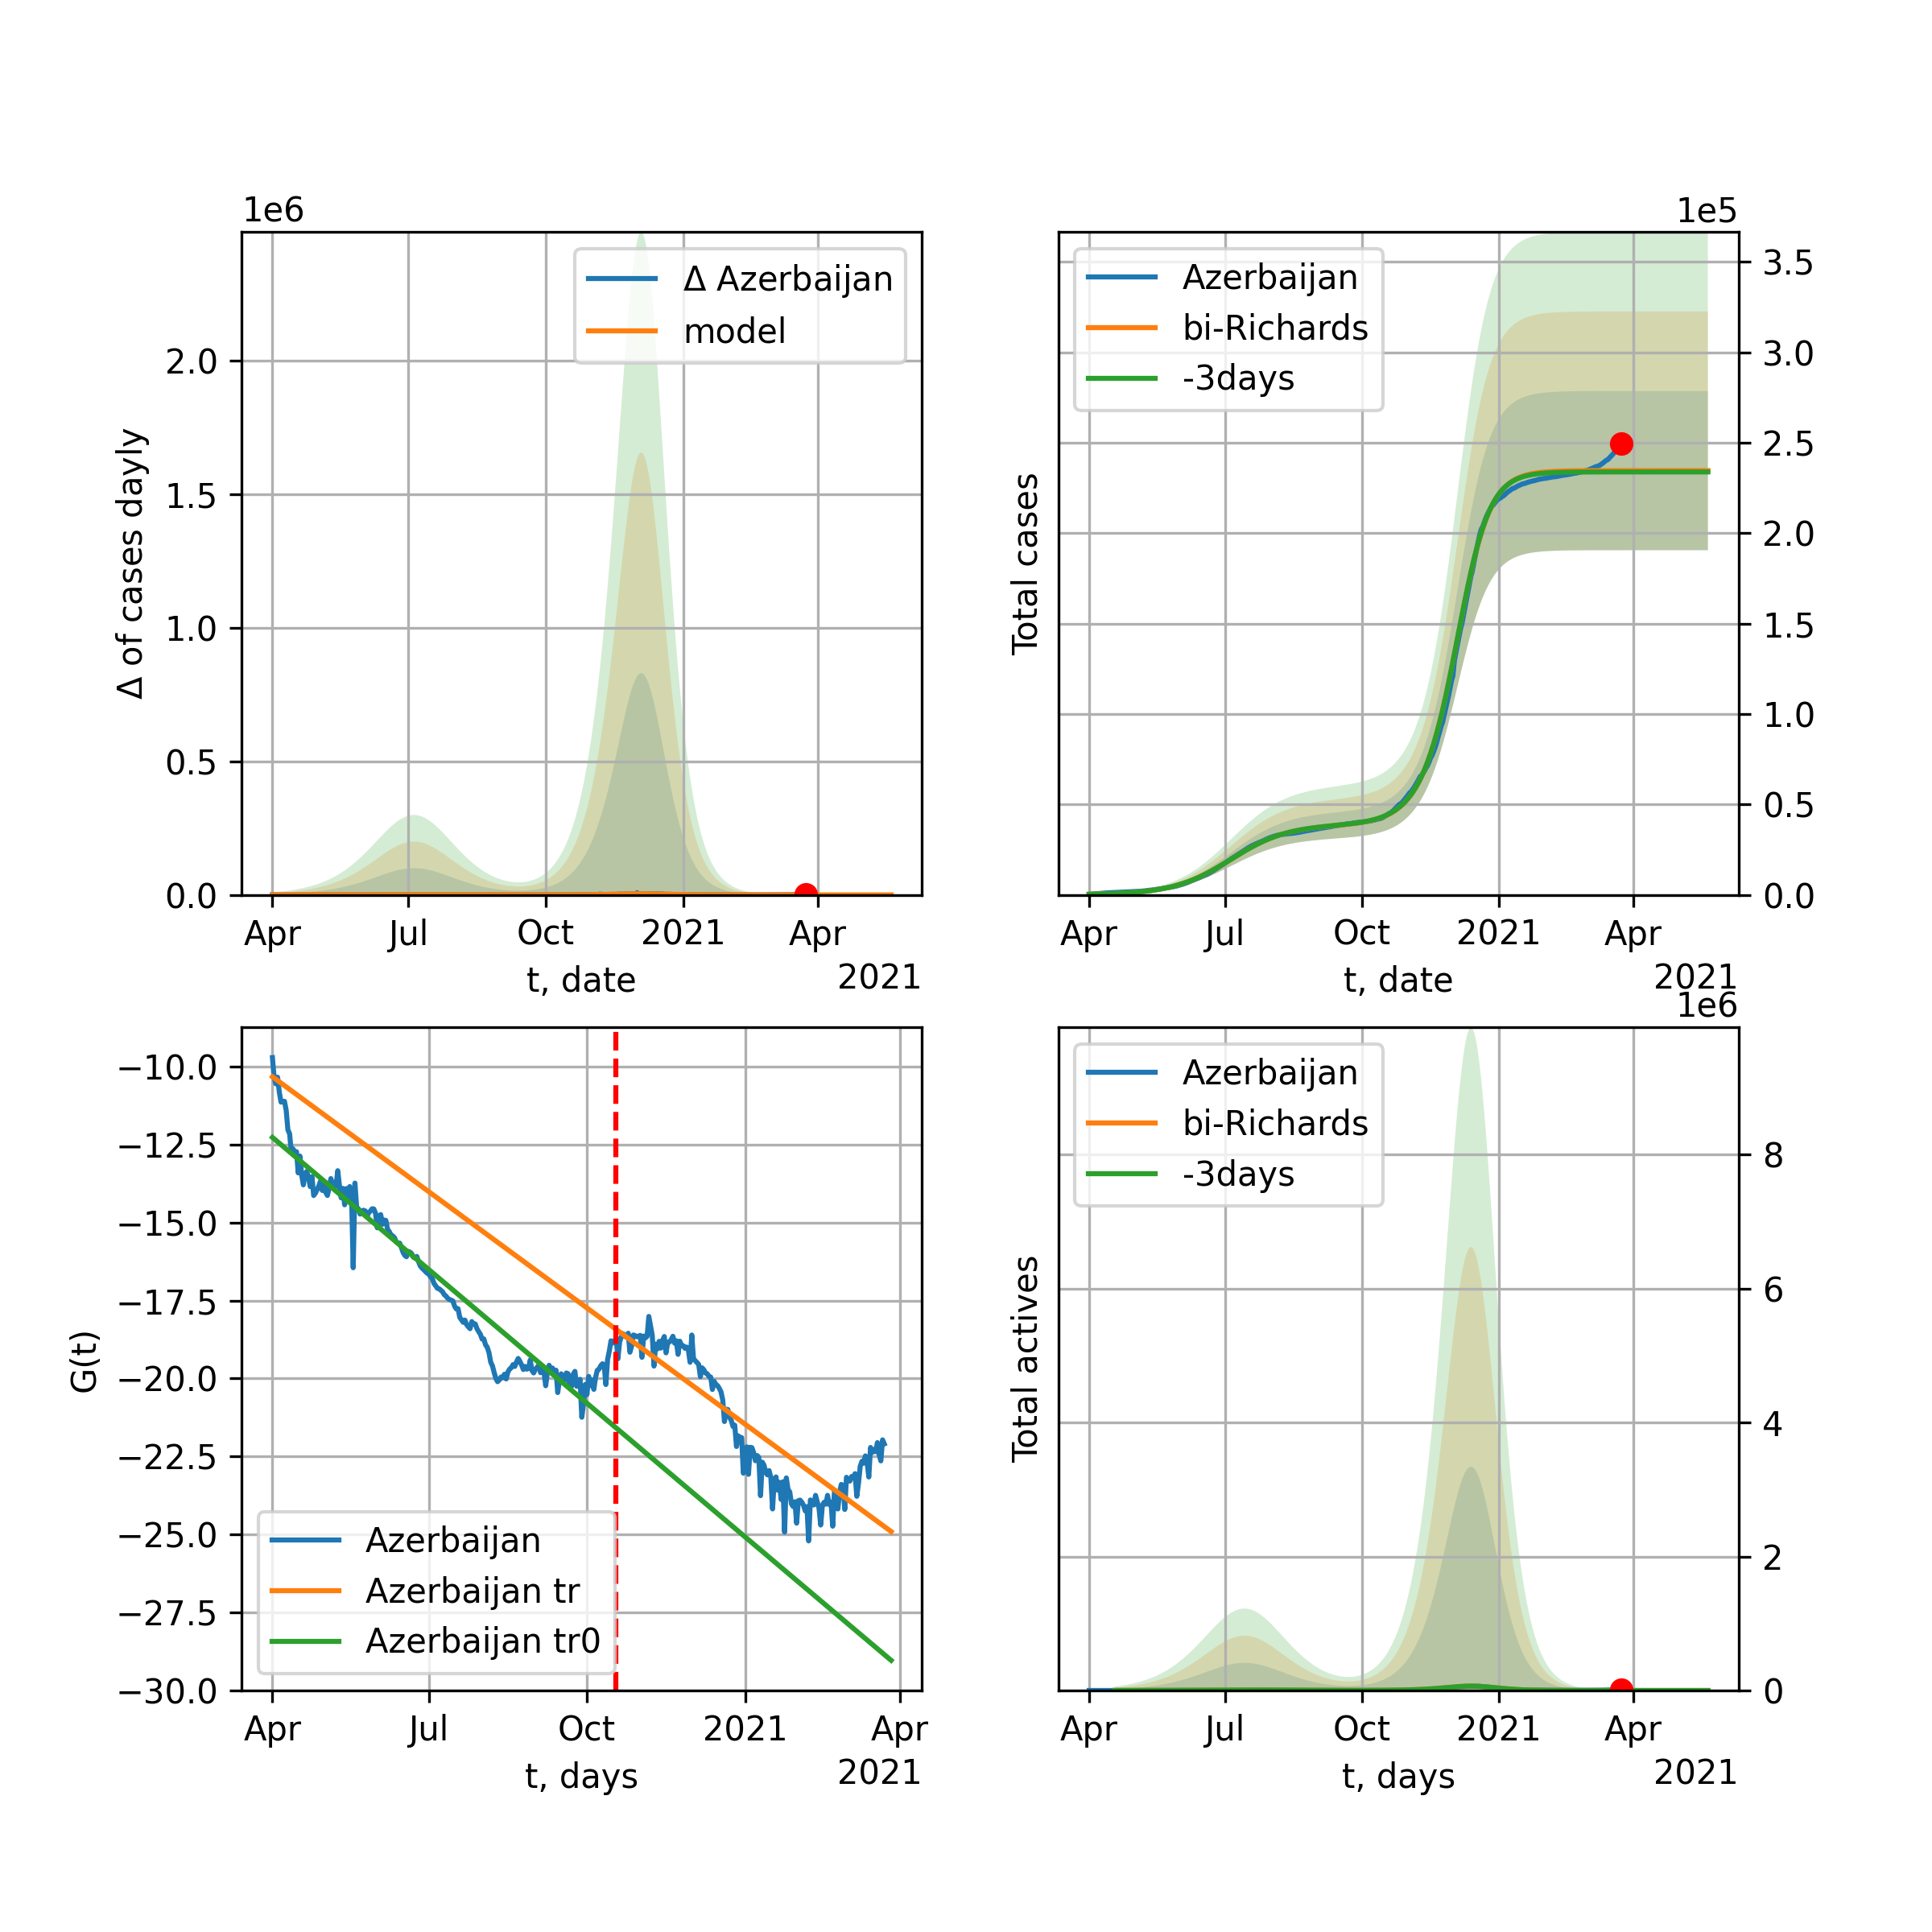 1e6
Δ of cases dayly
2.0
1.5
1.0
0.5
0.0
Δ Azerbaijan
model
Apr Jul Oct 2021 Apr
t, date
2021
1e5
Total cases
Azerbaijan
bi-Richards
-3days
3.5
3.0
2.5
2.0
1.5
1.0
0.5
0.0
Apr Jul Oct 2021 Apr
t, date
2021
G(t)
−10.0
−12.5
−15.0
−17.5
−20.0
−22.5
−25.0
−27.5
−30.0
Azerbaijan
Azerbaijan tr
Azerbaijan tr0
Apr Jul Oct 2021 Apr
t, days
2021
1e6
Total actives
Azerbaijan
bi-Richards
-3days
8
6
4
2
0
Apr Jul Oct 2021 Apr
t, days
2021